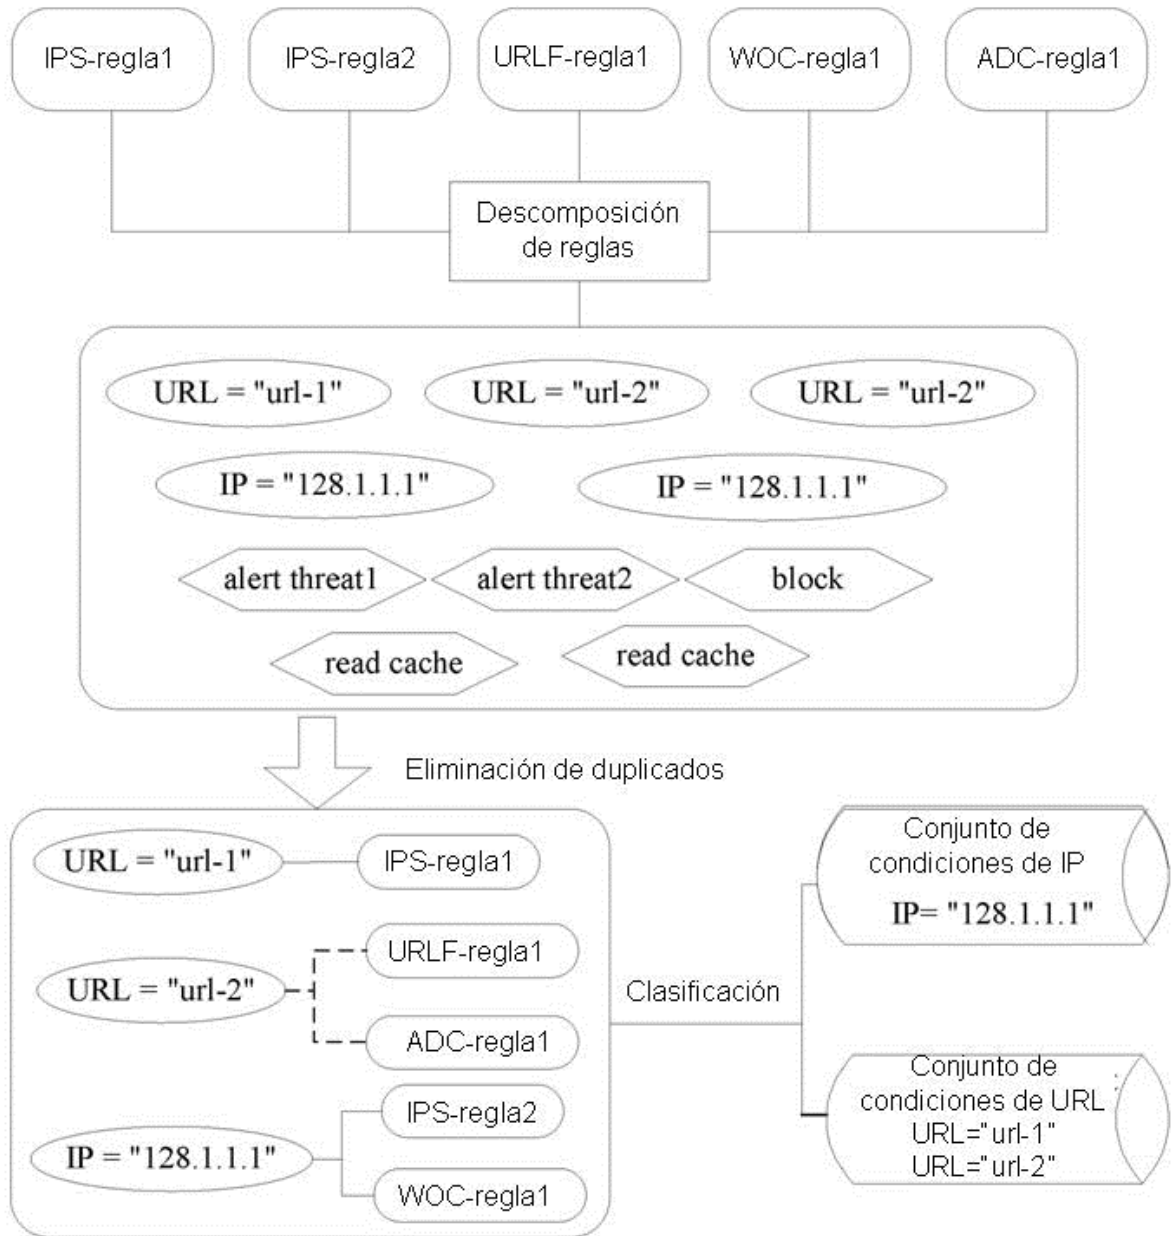 IPS-regla1
IPS-regla2
URLF-regla1
WOC-regla1
ADC-regla1
Descomposición
de reglas
URL = "url-1"
URL = "url-2"
URL = "url-2"
IP = "128.1.1.1"
IP = "128.1.1.1"
alert threat1
alert threat2
block
read cache
read cache
Eliminación de duplicados
URL = "url-1"
IPS-regla1
URL = "url-2"
URLF-regla1
ADC-regla1
IP = "128.1.1.1"
IPS-regla2
WOC-regla1
Clasificación
Conjunto de
condiciones de IP
IP= "128.1.1.1"
Conjunto de
condiciones de URL :
URL="url-1"
URL="url-2"